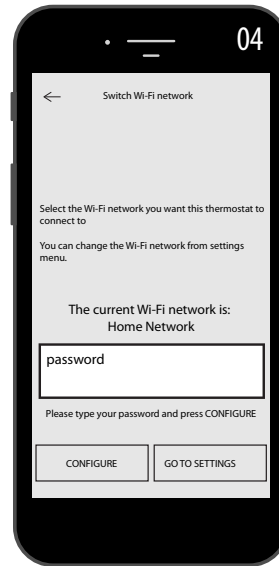 04
Switch Wi-Fi network
Select the Wi-Fi network you want this thermostat to
connect to
You can change the Wi-Fi network from settings
menu.
The current Wi-Fi network is:
Home Network
password
Please type your password and press CONFIGURE
CONFIGURE
GO TO SETTINGS